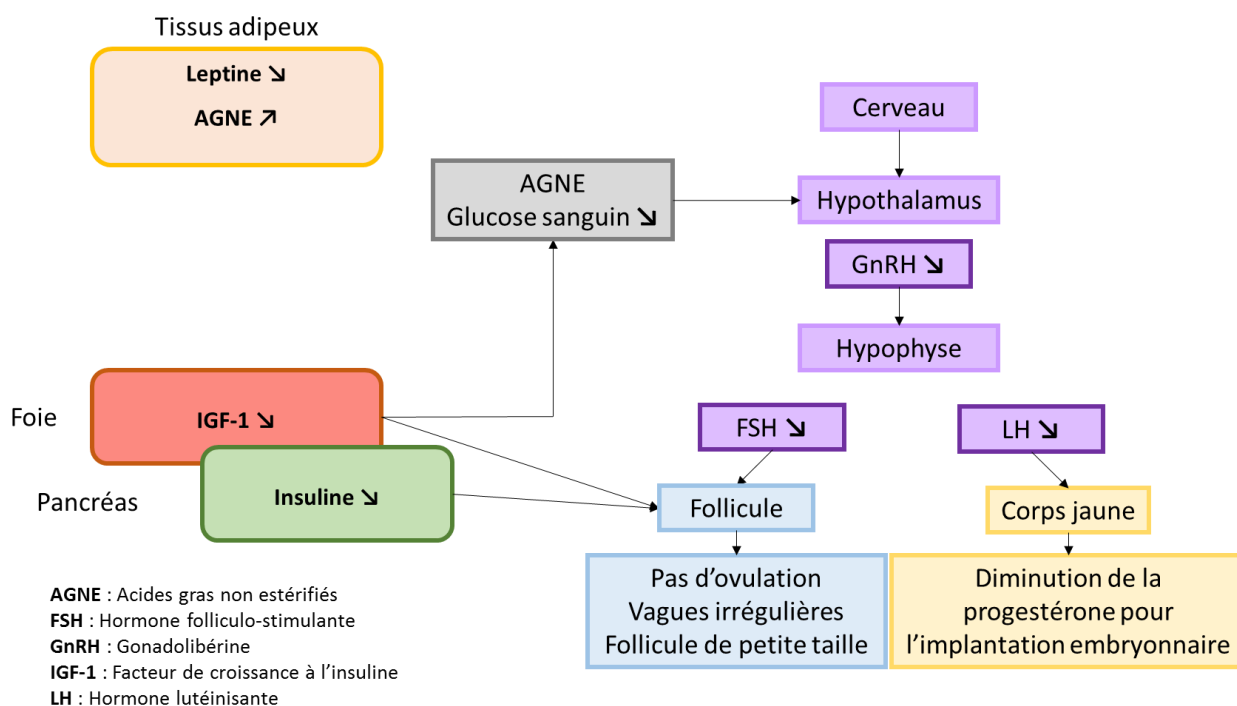 Tissus adipeux
Leptine ↘
AGNE ↗
Cerveau
AGNE
Glucose sanguin ↘
Hypothalamus
GnRH ↘
Hypophyse
Foie
IGF-1 ↘
FSH ↘
LH ↘
Pancréas
Insuline ↘
Follicule
Corps jaune
Pas d’ovulation
Vagues irrégulières
Follicule de petite taille
Diminution de la
progestérone pour
l’implantation embryonnaire
AGNE : Acides gras non estérifiés
FSH : Hormone folliculo-stimulante
GnRH : Gonadolibérine
IGF-1 : Facteur de croissance à l’insuline
LH : Hormone lutéinisante